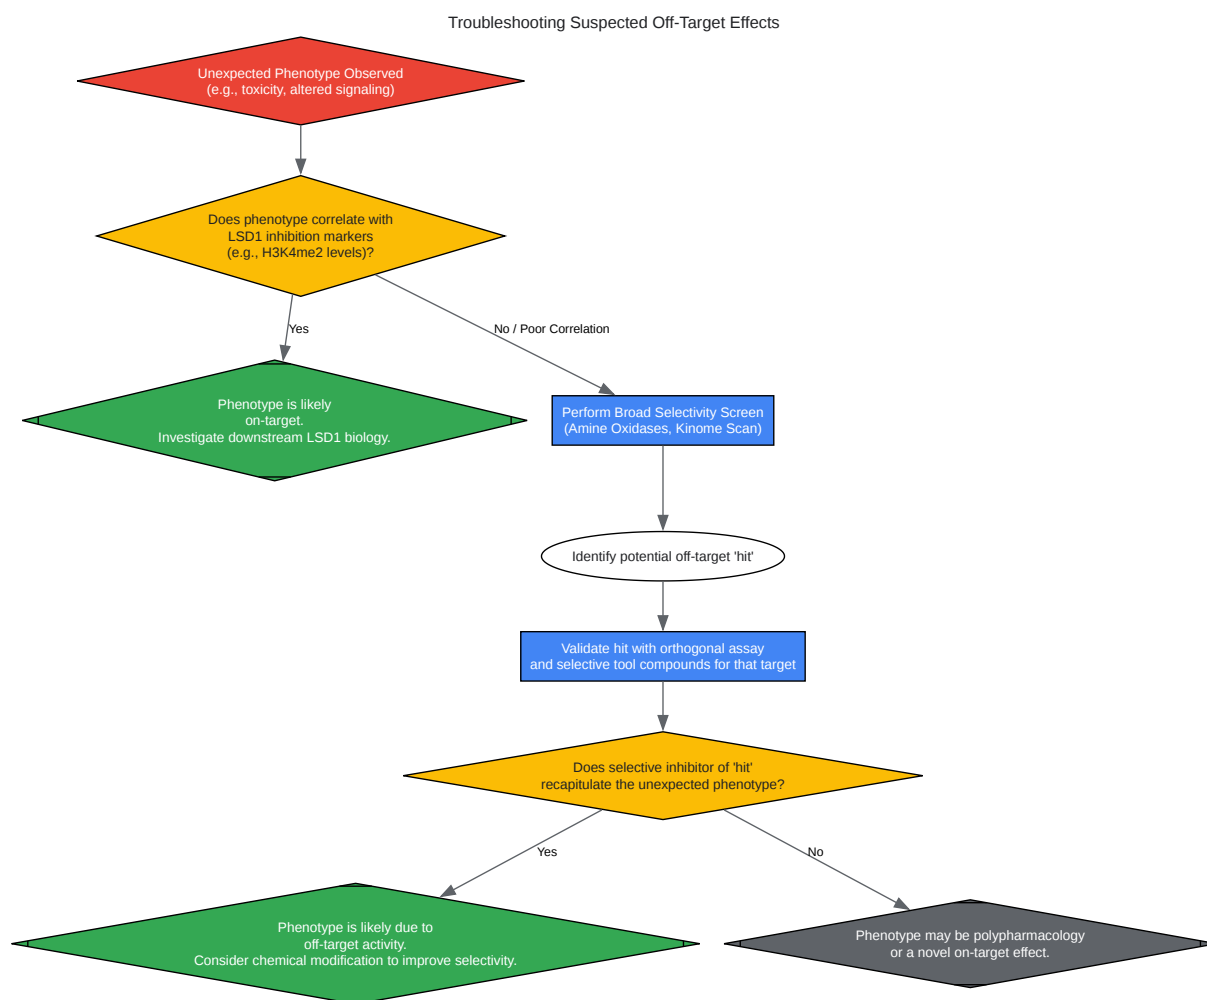 Troubleshooting Suspected Off-Target Effects
Unexpected Phenotype Observed
(e.g., toxicity, altered signaling)
Does phenotype correlate with
LSD1 inhibition markers
(e.g., H3K4me2 levels)?
Yes
No / Poor Correlation
Phenotype is likely
on-target.
Investigate downstream LSD1 biology.
Perform Broad Selectivity Screen
(Amine Oxidases, Kinome Scan)
Identify potential off-target 'hit'
Validate hit with orthogonal assay
and selective tool compounds for that target
Does selective inhibitor of 'hit'
recapitulate the unexpected phenotype?
Yes
No
Phenotype is likely due to
off-target activity.
Consider chemical modification to improve selectivity.
Phenotype may be polypharmacology
or a novel on-target effect.